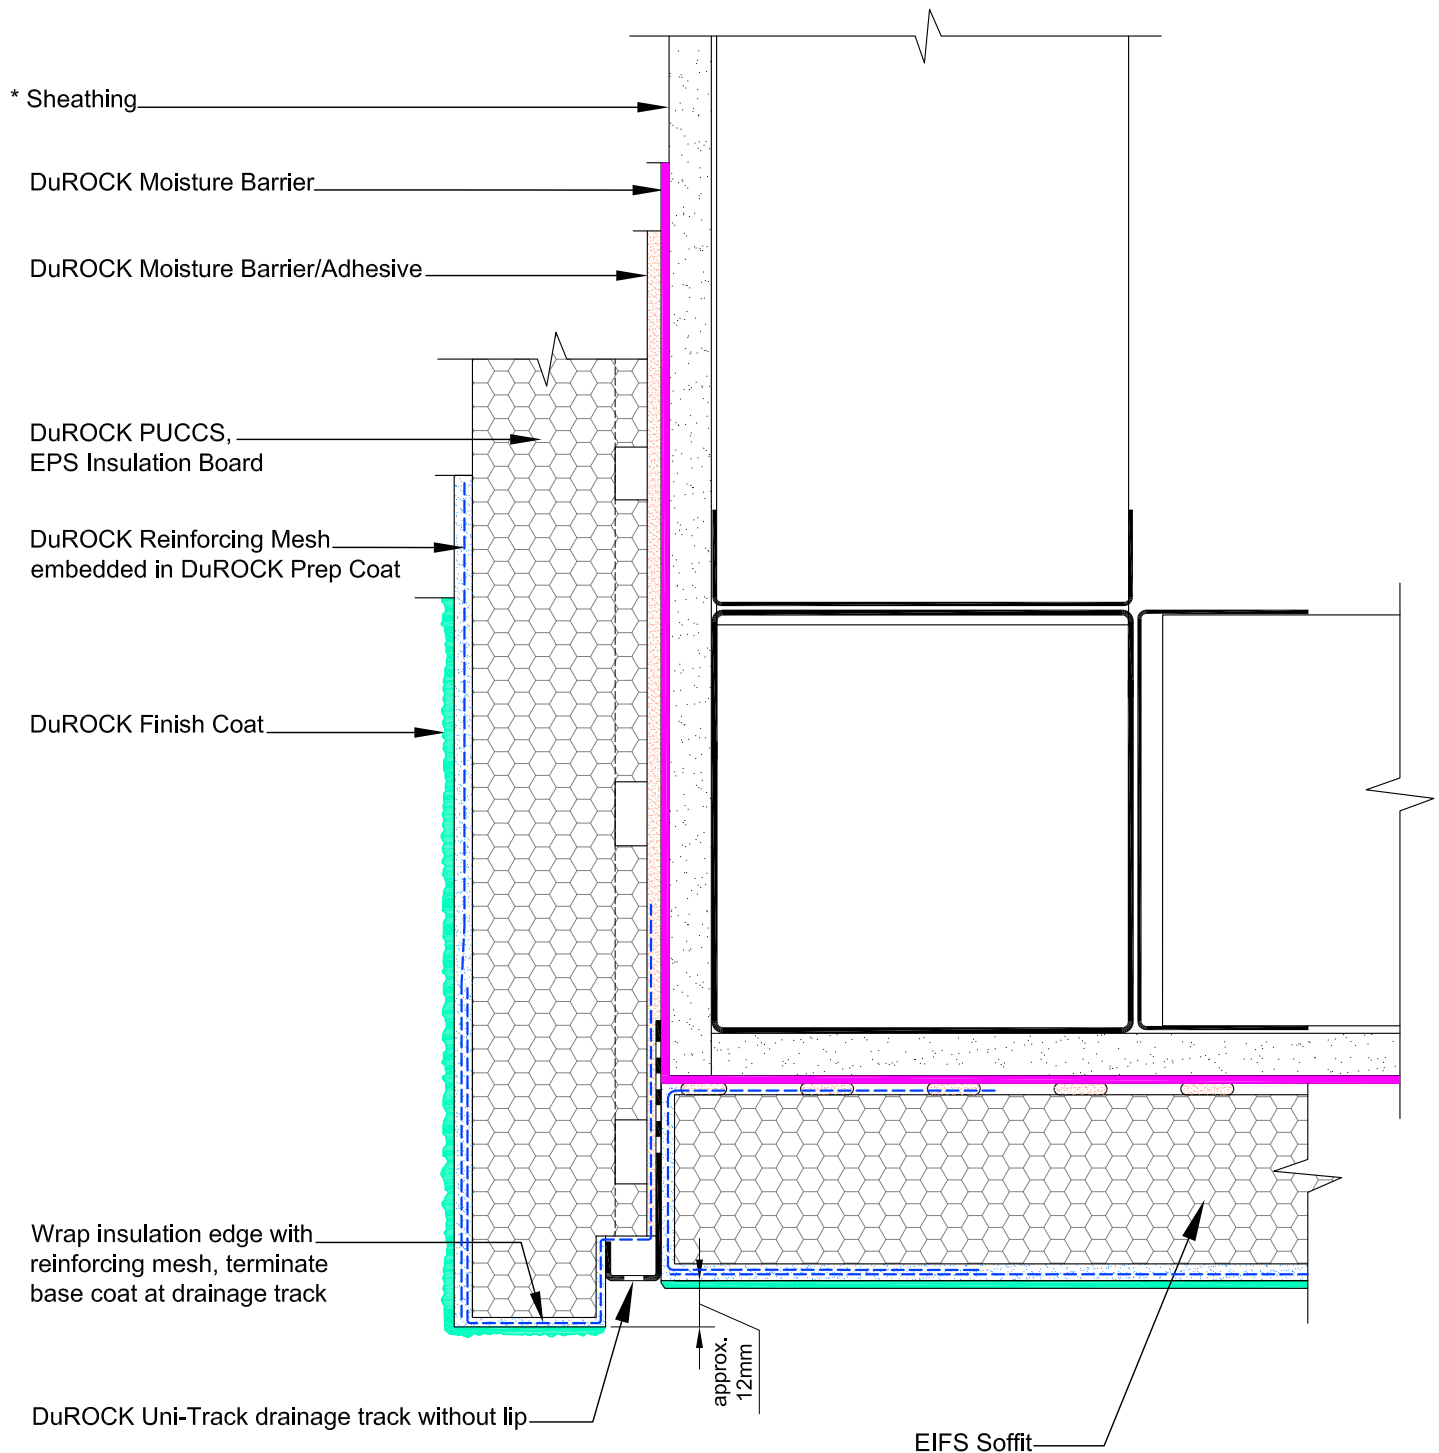 * Sheathing
DuROCK Moisture Barrier
DuROCK Moisture Barrier/Adhesive
DuROCK PUCCS,
EPS Insulation Board
DuROCK Reinforcing Mesh
embedded in DuROCK Prep Coat
DuROCK Finish Coat
Wrap insulation edge with
reinforcing mesh, terminate
base coat at drainage track
approx.
12mm
DuROCK Uni-Track drainage track without lip
EIFS Soffit